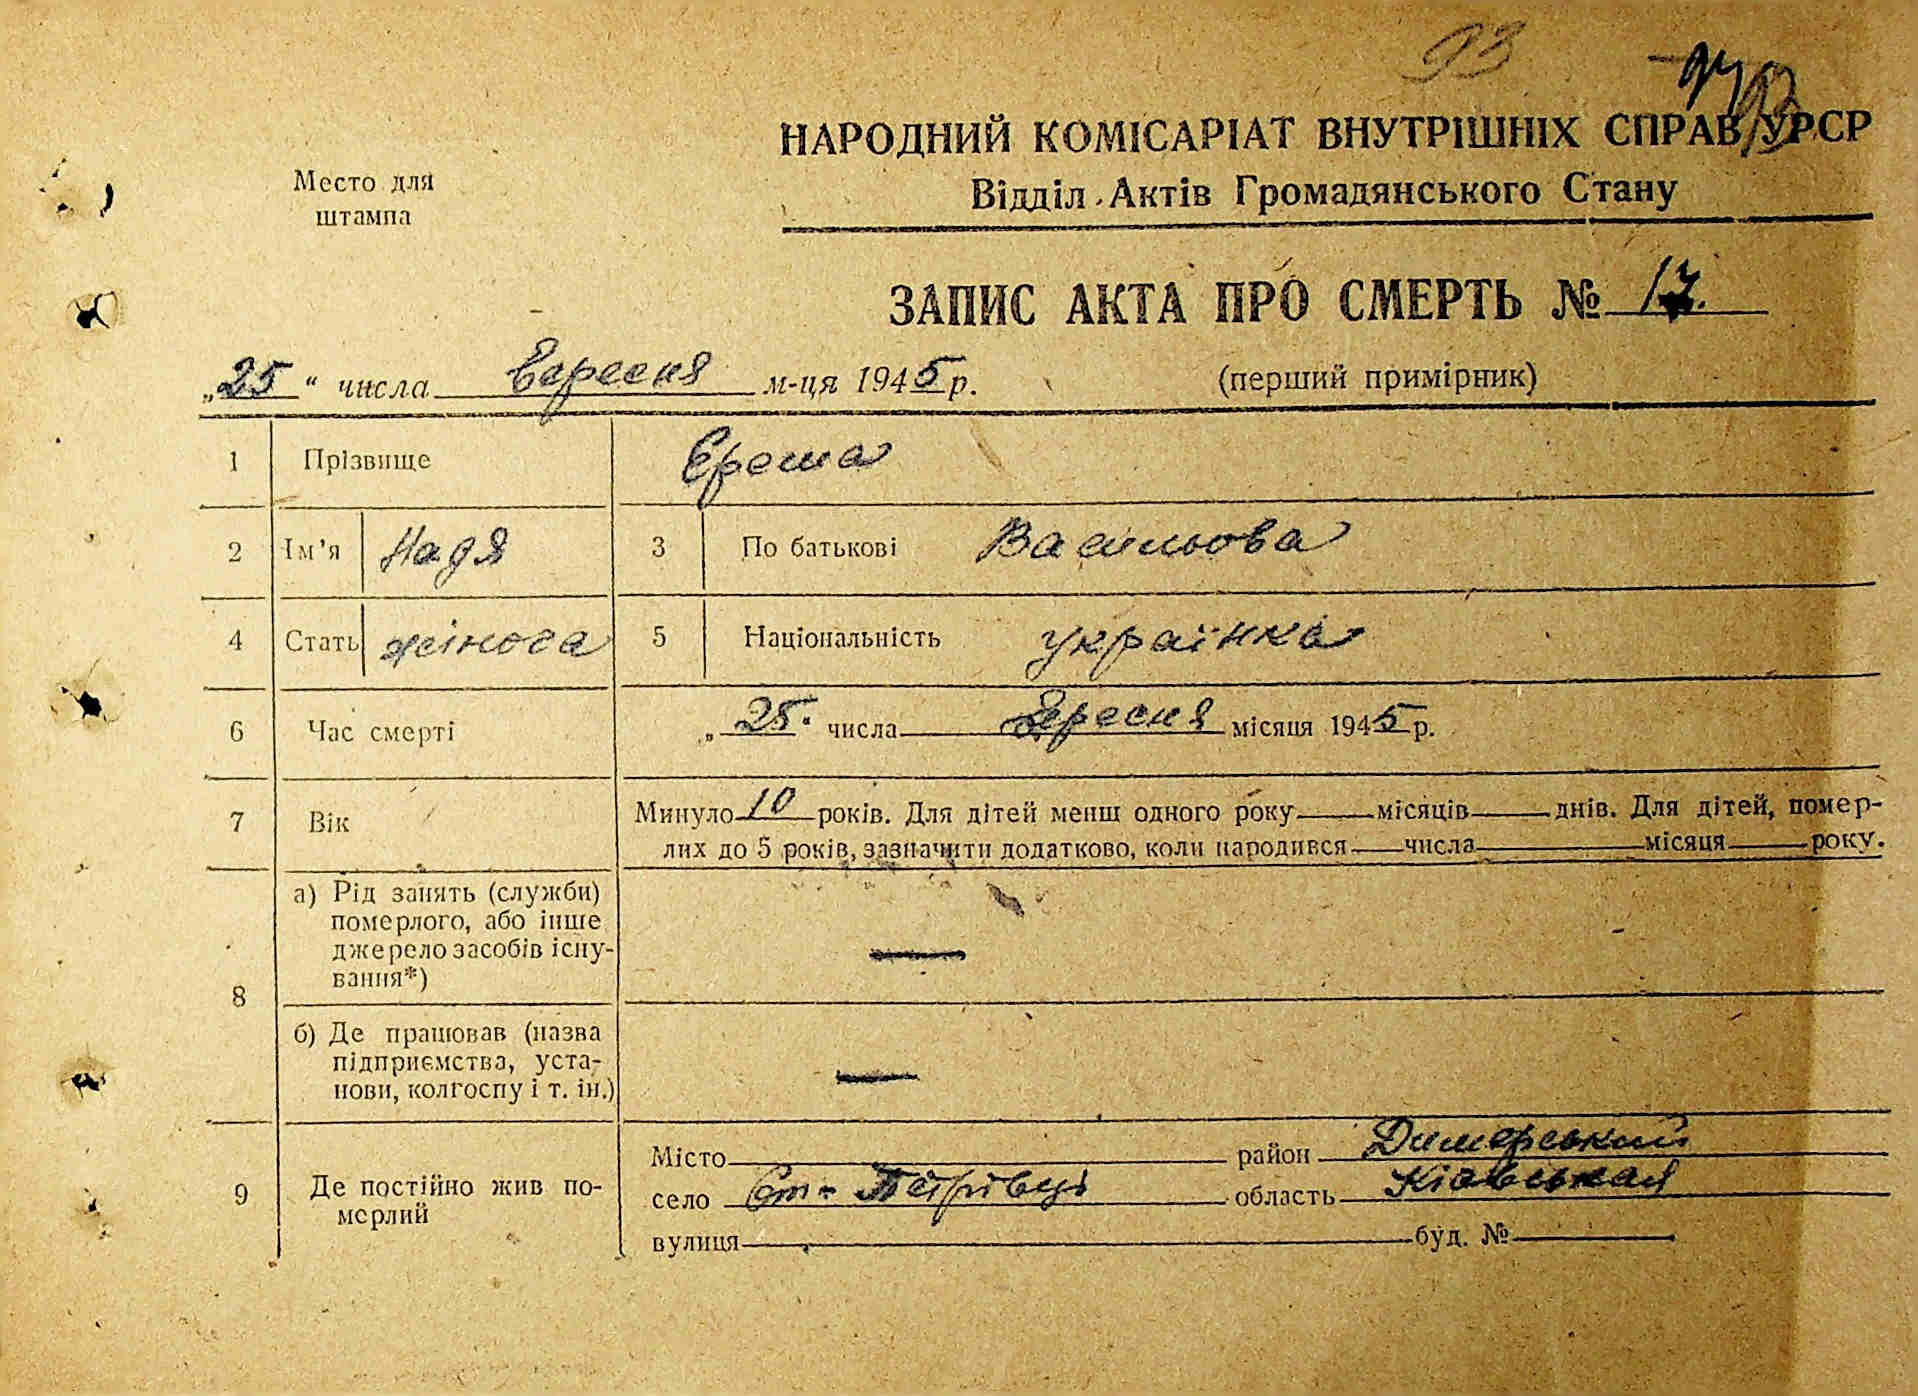 93
НАРОДНИЙ КОМІСАРІАТ ВНУТРІШНІХ СПРАВ УРСР
Место для штампа
Відділ Актів Громадянського Стану
ЗАПИС АКТА ПРО СМЕРТЬ № 17.
„25“ числа Вересня м-ця 1945 р. (перший примірник)
1 Прізвище Ереша
2 Ім’я Надя 3 По батькові Васильова
4 Стать жіноча 5 Національність українка
6 Час смерті „25. числа Вересня місяця 1945 р.
7 Вік Минуло 10 років. Для дітей менш одного року місяців днів. Для дітей, помер-
лих до 5 років, зазначити додатково, коли народився числа місяця року.
8 а) Рід занять (служби)
померлого, або інше
джерело засобів існу-
вання*) —
б) Де працював (назва
підприємства, уста-
нови, колгоспу і т. ін.) —
9 Де постійно жив по-
мерлий
Місто район Димерський
село Ст-Петрівці область Київськая
вулиця буд. №